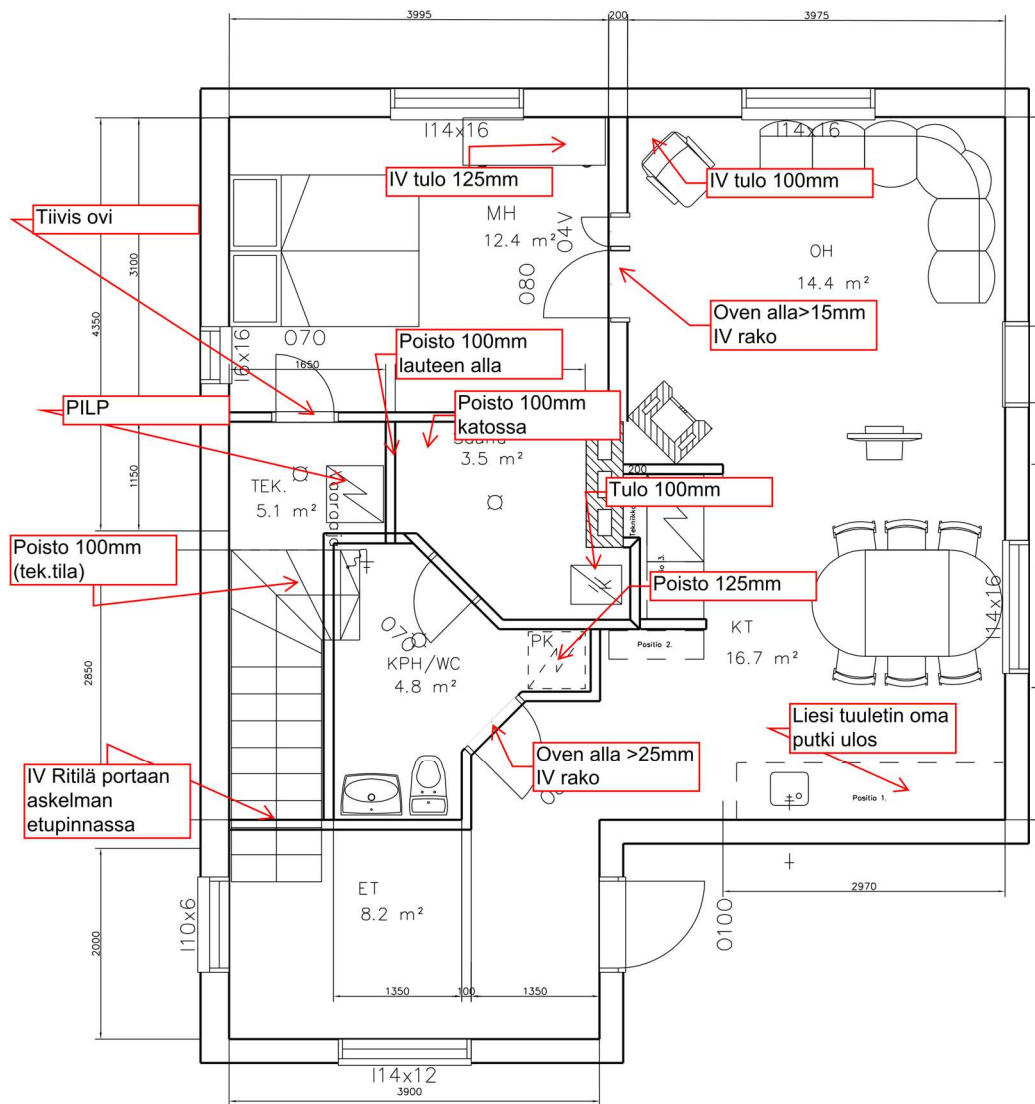 3995
200
3975
I14x16
I14x16
IV tulo 125mm
IV tulo 100mm
Tiivis ovi
MH
12.4 m²
04V
080
OH
14.4 m²
3100
4350
Oven alla>15mm
IV rako
I6x16
070
1650
Poisto 100mm
lauteen alla
PILP
Poisto 100mm
katossa
3.5 m²
1150
TEK.
5.1 m²
200
Tulo 100mm
Poisto 100mm
(tek.tila)
Poisto 125mm
I14x16
070
PK
KT
16.7 m²
Positio 2.
KPH/WC
4.8 m²
2850
Liesi tuuletin oma
putki ulos
Oven alla >25mm
IV rako
IV Ritilä portaan
askelman
etupinnassa
Positio 1.
ET
8.2 m²
2970
I10x6
0100
2000
1350
100
1350
I14x12
3900